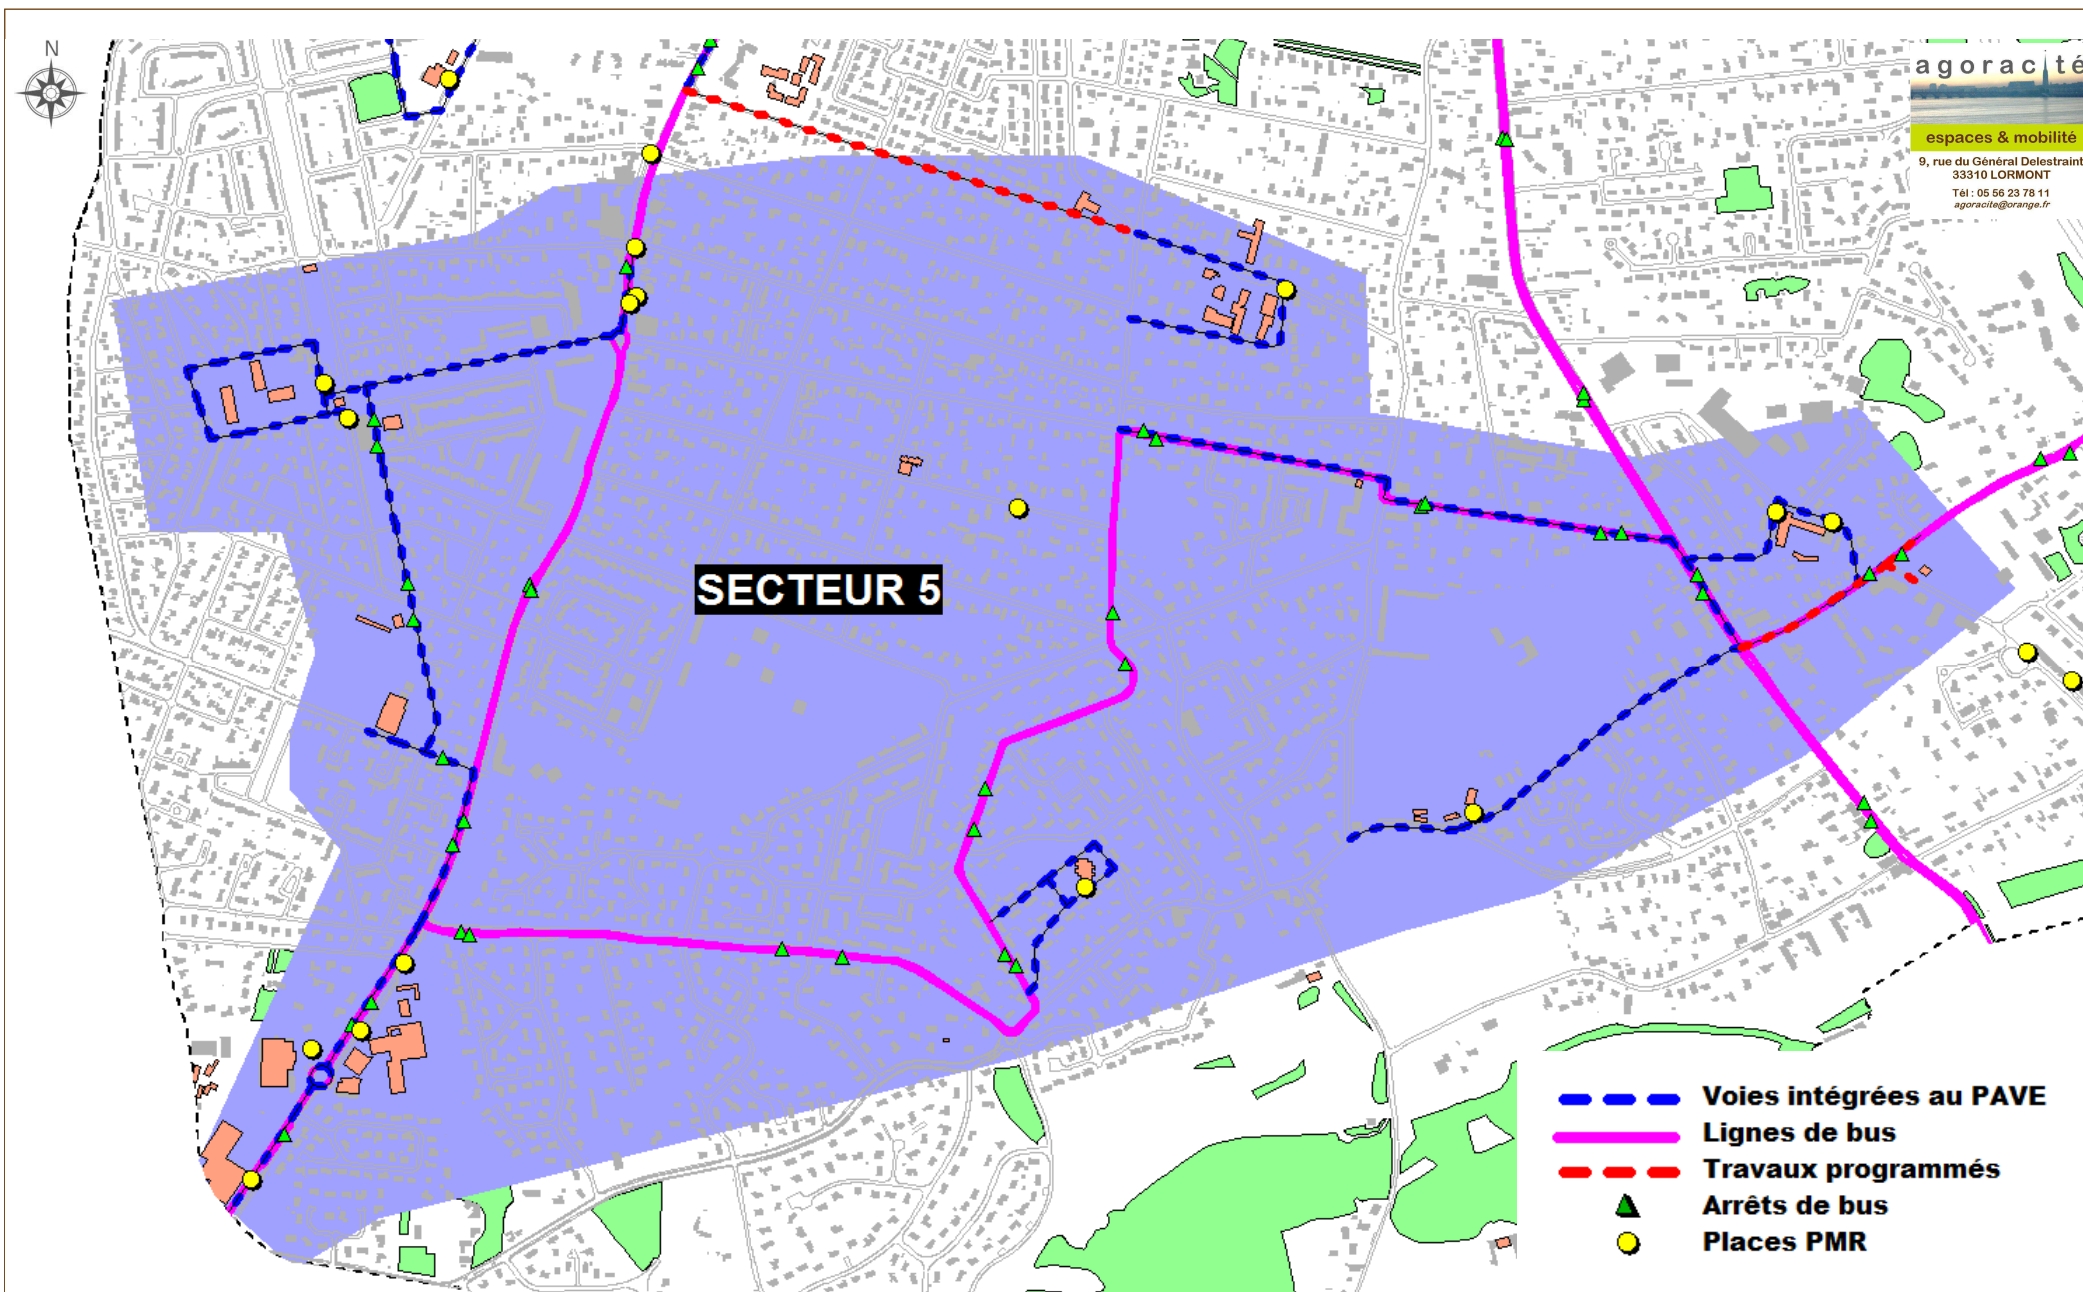 N
agoracité
espaces & mobilité
9, rue du Général Delestraint
33310 LORMONT
Tél : 05 56 23 78 11
agoracite@orange.fr
SECTEUR 5
Voies intégrées au PAVE
Lignes de bus
Travaux programmés
Arrêts de bus
Places PMR